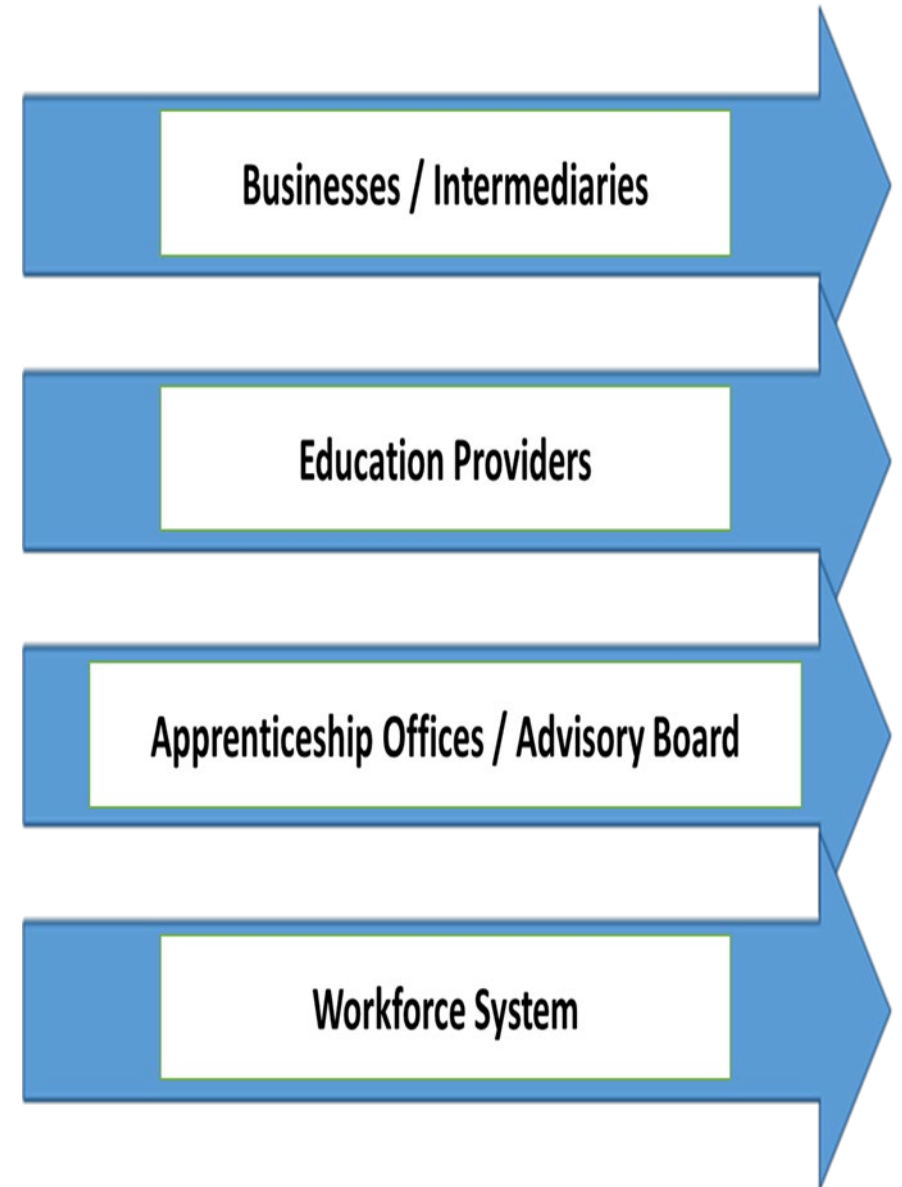 Businesses / Intermediaries
Education Providers
Apprenticeship Offices / Advisory Board
Workforce System